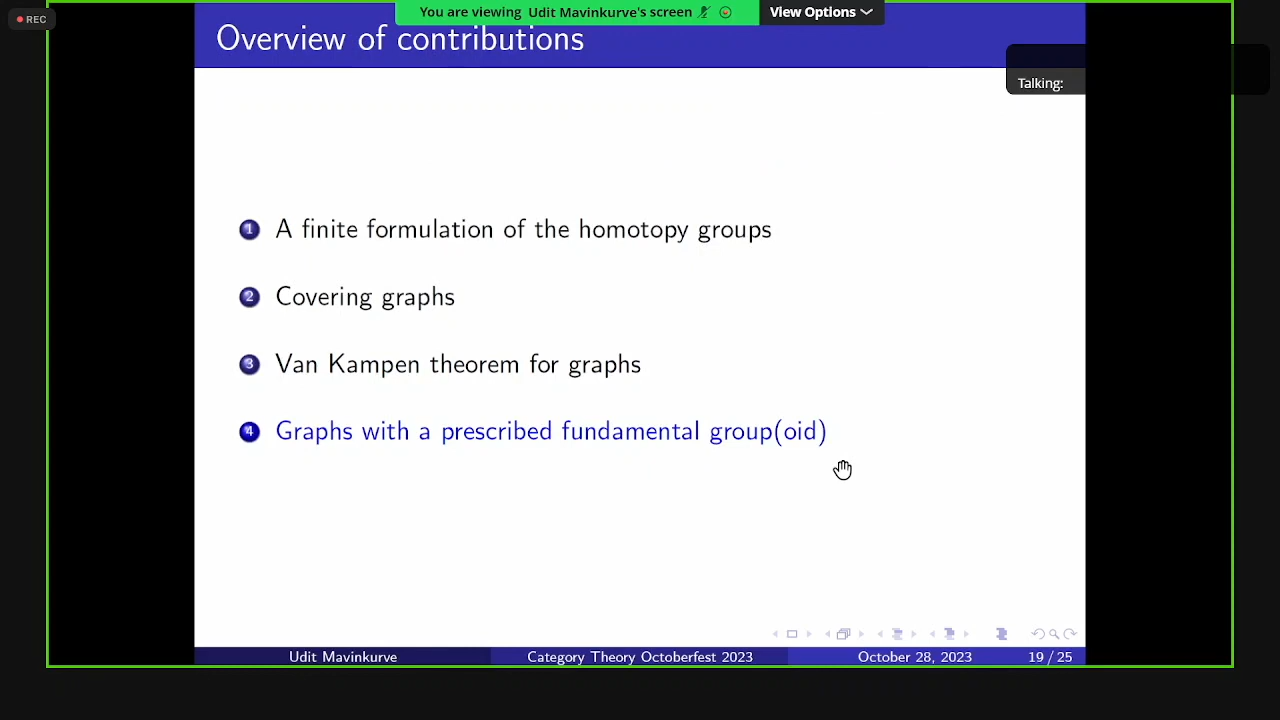 REC
You are viewing Udit Mavinkurve's screen
View Options
Overview of contributions
Talking:
1 A finite formulation of the homotopy groups
2 Covering graphs
3 Van Kampen theorem for graphs
4 Graphs with a prescribed fundamental group(oid)
Udit Mavinkurve Category Theory Octoberfest 2023 October 28, 2023 19 / 25